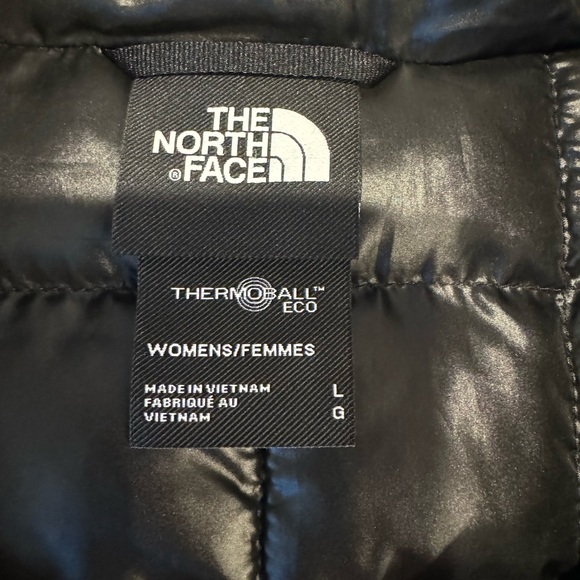 THE
NORTH
® FACE
THERMOBALL™
ECO
WOMENS/FEMMES
MADE IN VIETNAM
FABRIQUÉ AU
VIETNAM
L
G